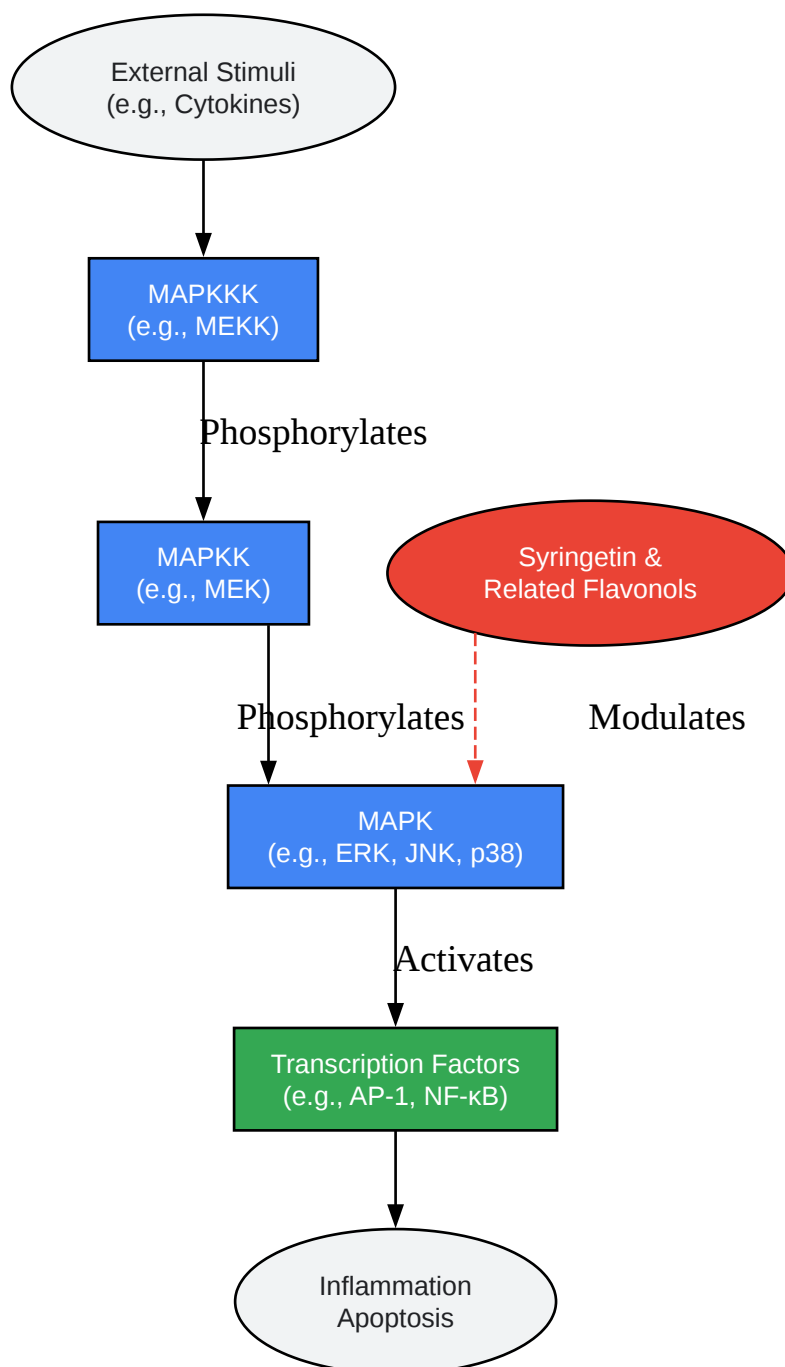 External Stimuli
(e.g., Cytokines)
MAPKKK
(e.g., MEKK)
Phosphorylates
MAPKK
(e.g., MEK)
Syringetin &
Related Flavonols
Phosphorylates
Modulates
MAPK
(e.g., ERK, JNK, p38)
Activates
Transcription Factors
(e.g., AP-1, NF-κB)
Inflammation
Apoptosis